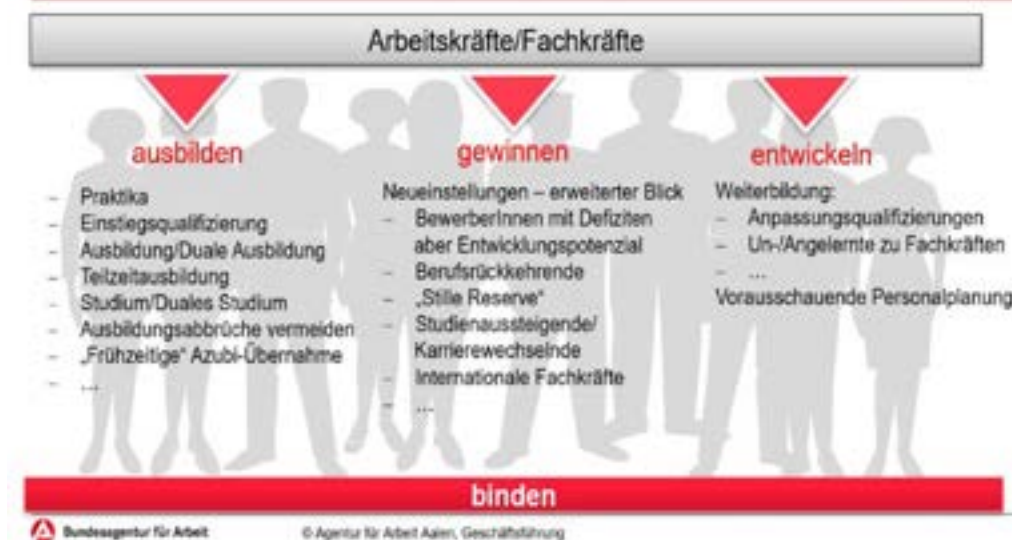 Arbeitskräfte/Fachkräfte
ausbilden
– Praktika
– Einstiegsqualifizierung
– Ausbildung/Duale Ausbildung
– Teilzeitausbildung
– Studium/Duales Studium
– Ausbildungsabbrüche vermeiden
– „Frühzeitige“ Azubi-Übernahme
– ...
gewinnen
Neueinstellungen – erweiterter Blick
– BewerberInnen mit Defiziten
aber Entwicklungspotenzial
– Berufsrückkehrende
– „Stille Reserve“
– Studienaussteigende/
Karrierewechselnde
– Internationale Fachkräfte
– ...
entwickeln
Weiterbildung:
– Anpassungsqualifizierungen
– Un-/Angelernte zu Fachkräften
– ...
Vorausschauende Personalplanung
binden
Bundesagentur für Arbeit
© Agentur für Arbeit Aalen, Geschäftsführung